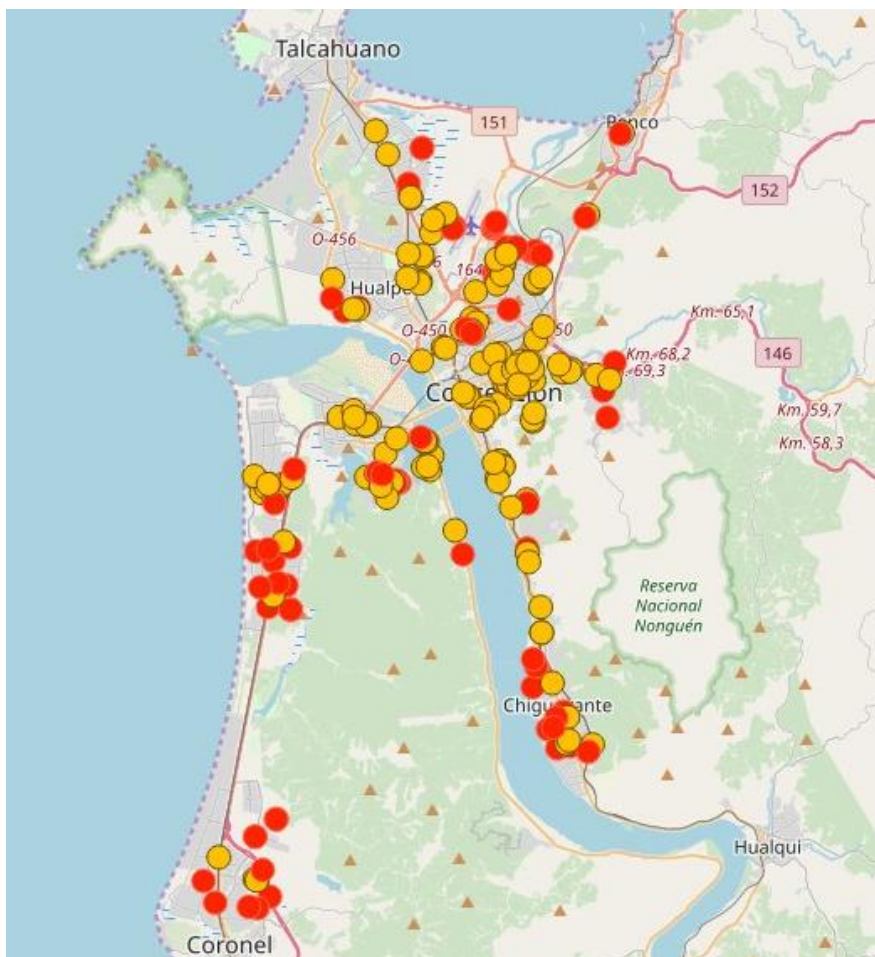 Talcahuano
151
Penco
152
O-456
164
Km. 65,1
O-450
50
Km. 68,2
146
69,3
Km. 59,7
Km. 58,3
Reserva
Nacional
Nonguén
Hualqui
Coronel